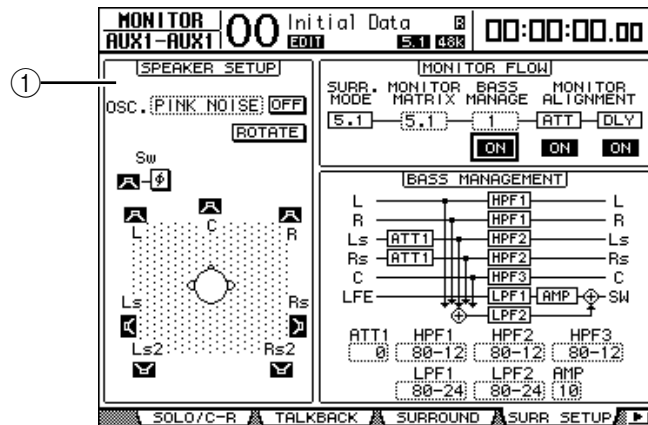 MONITOR
AUX1-AUX1
00
Initial Data
EDIT
5.1 48k
00:00:00.00
1
SPEAKER SETUP
OSC. PINK NOISE OFF
ROTATE
Sw
ϕ
L C R
Ls Rs
Ls2 Rs2
MONITOR FLOW
SURR. MODE
MONITOR MATRIX
BASS MANAGE
MONITOR ALIGNMENT
5.1 5.1 1 ATT DLY
ON ON ON
BASS MANAGEMENT
L HPF1 L
R HPF1 R
Ls ATT1 HPF2 Ls
Rs ATT1 HPF2 Rs
C HPF3 C
LFE LPF1 AMP SW
LPF2
ATT1 HPF1 HPF2 HPF3
0 80-12 80-12 80-12
LPF1 LPF2 AMP
80-24 80-24 10
SOLO/C-R TALKBACK SURROUND SURR SETUP